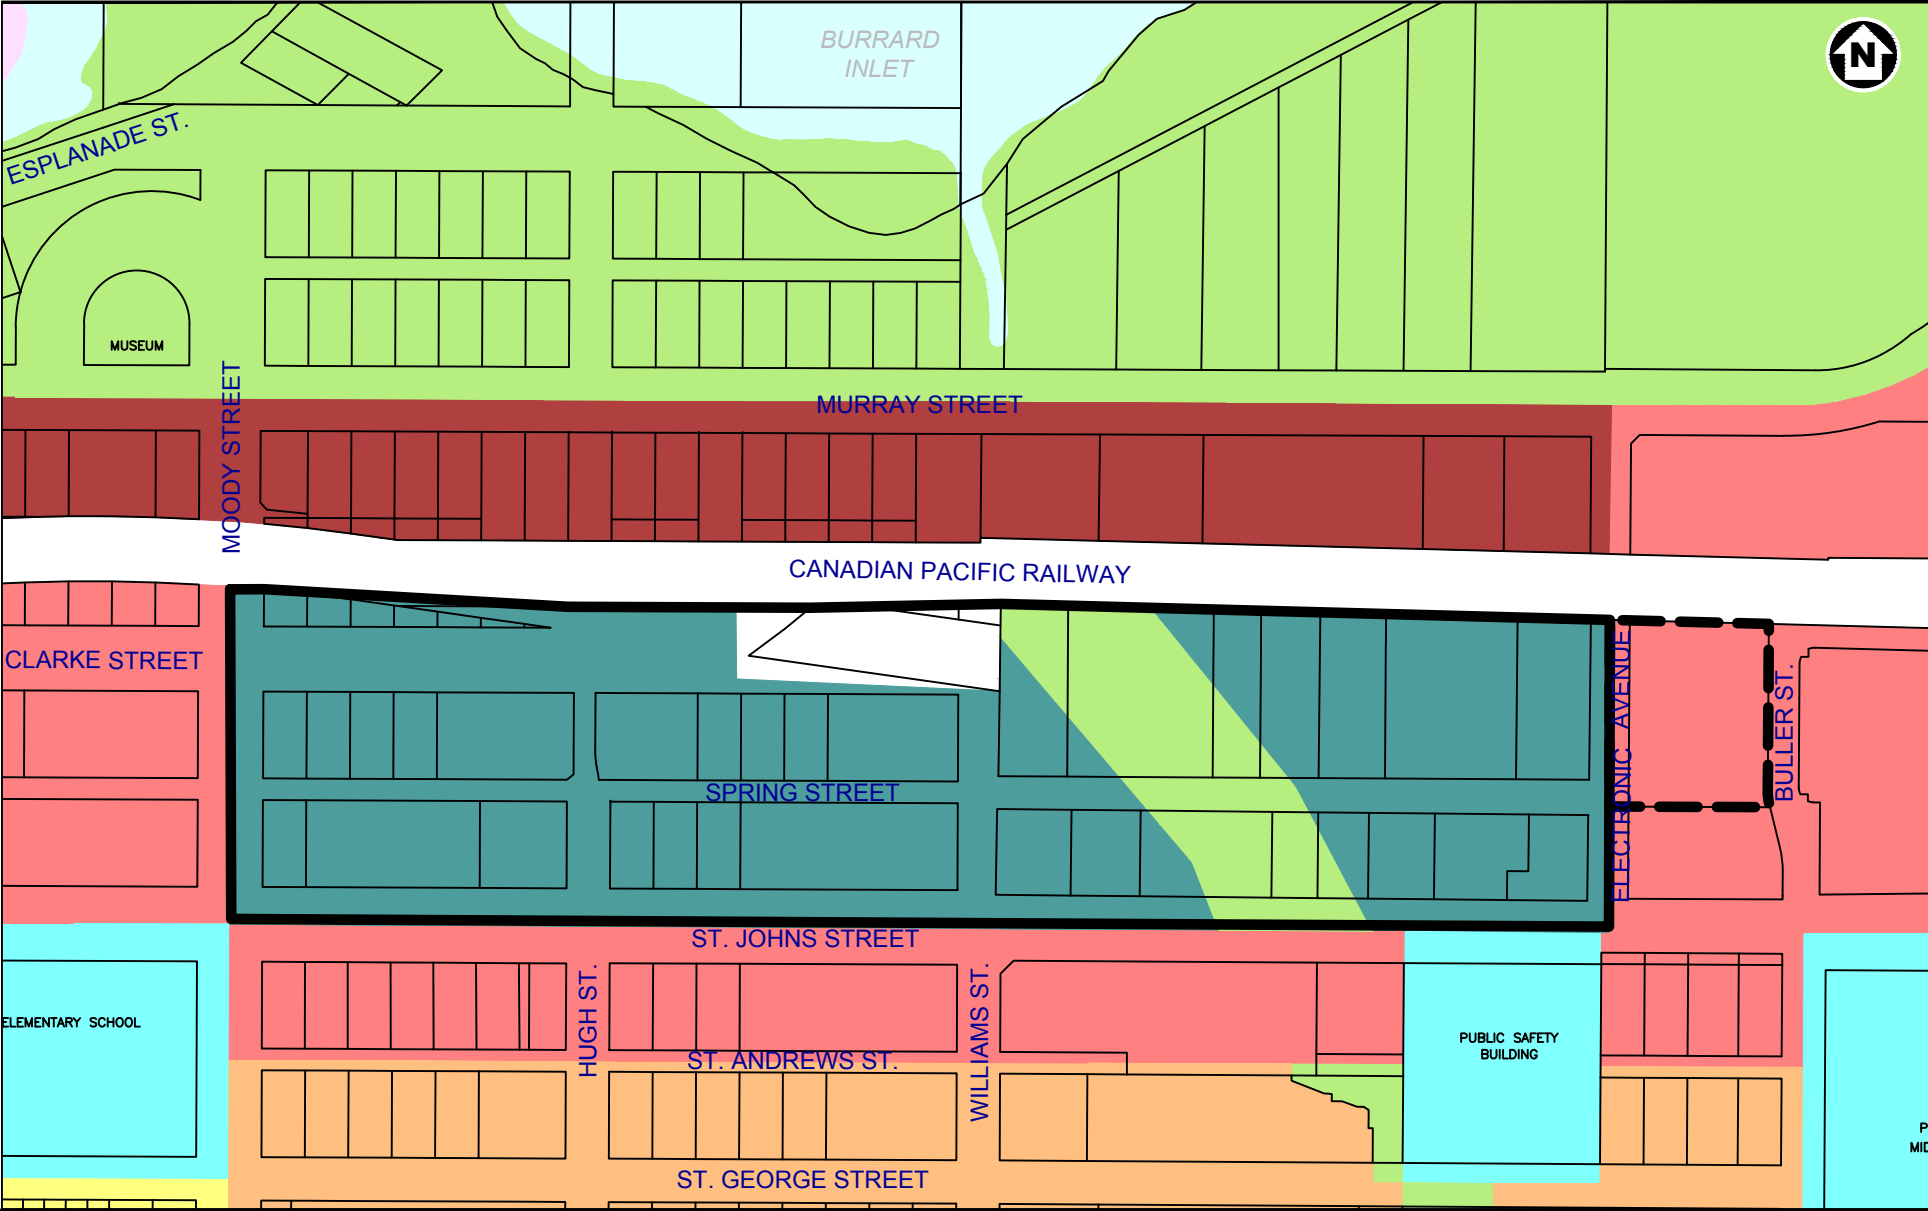 BURRARD
INLET
N
ESPLANADE ST.
MUSEUM
MOODY STREET
MURRAY STREET
CANADIAN PACIFIC RAILWAY
CLARKE STREET
ELECTRONIC AVENUE
BULLER ST.
SPRING STREET
ST. JOHNS STREET
HUGH ST.
WILLIAMS ST.
ELEMENTARY SCHOOL
PUBLIC SAFETY
BUILDING
ST. ANDREWS ST.
P
MID
ST. GEORGE STREET